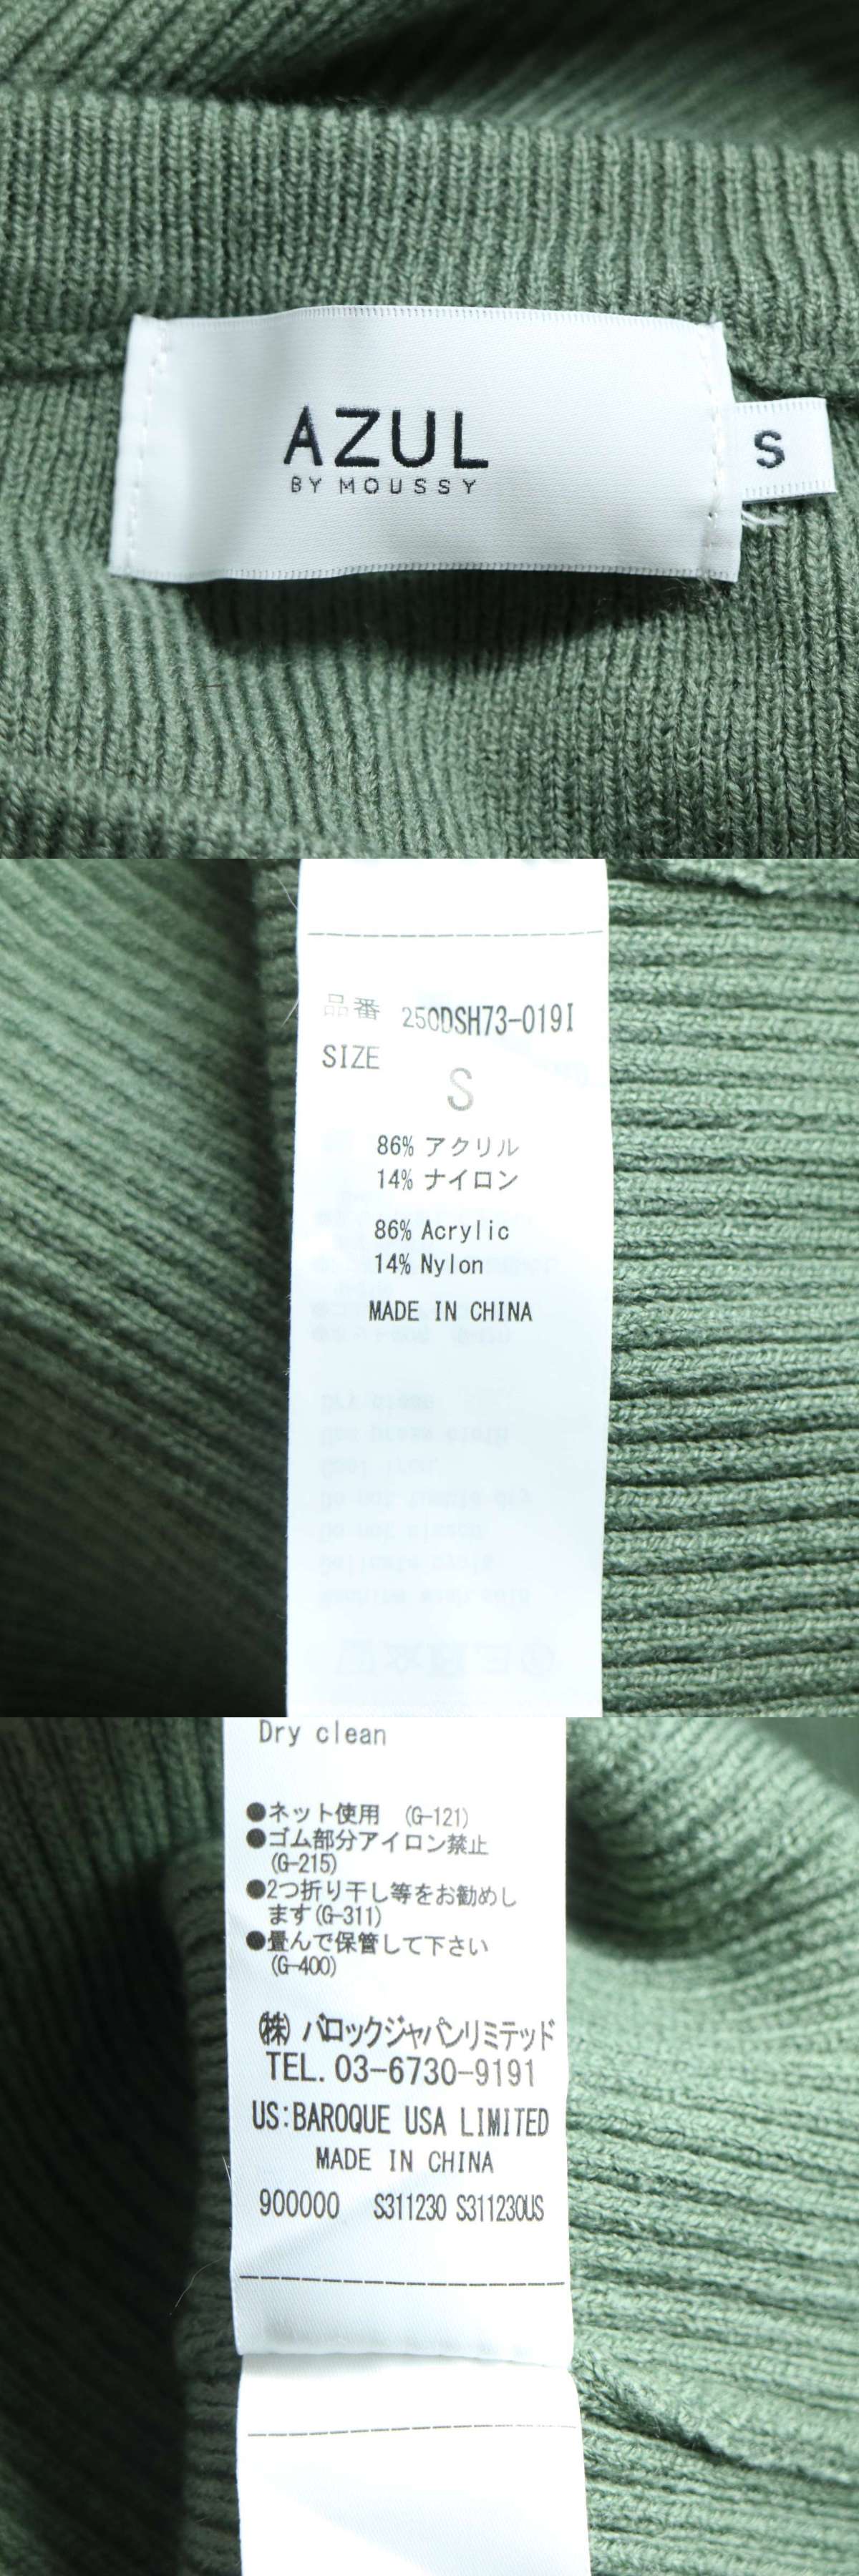 AZUL
BY MOUSSY
S
品番 250DSH73-019I
SIZE
S
86% アクリル
14% ナイロン
86% Acrylic
14% Nylon
MADE IN CHINA
Dry clean
●ネット使用 (G-121)
●ゴム部分アイロン禁止
(G-215)
●2つ折り干し等をお勧めし
ます(G-311)
●畳んで保管して下さい
(G-400)
㈱ バロックジャパンリミテッド
TEL. 03-6730-9191
US:BAROQUE USA LIMITED
MADE IN CHINA
900000 S311230 S311230US